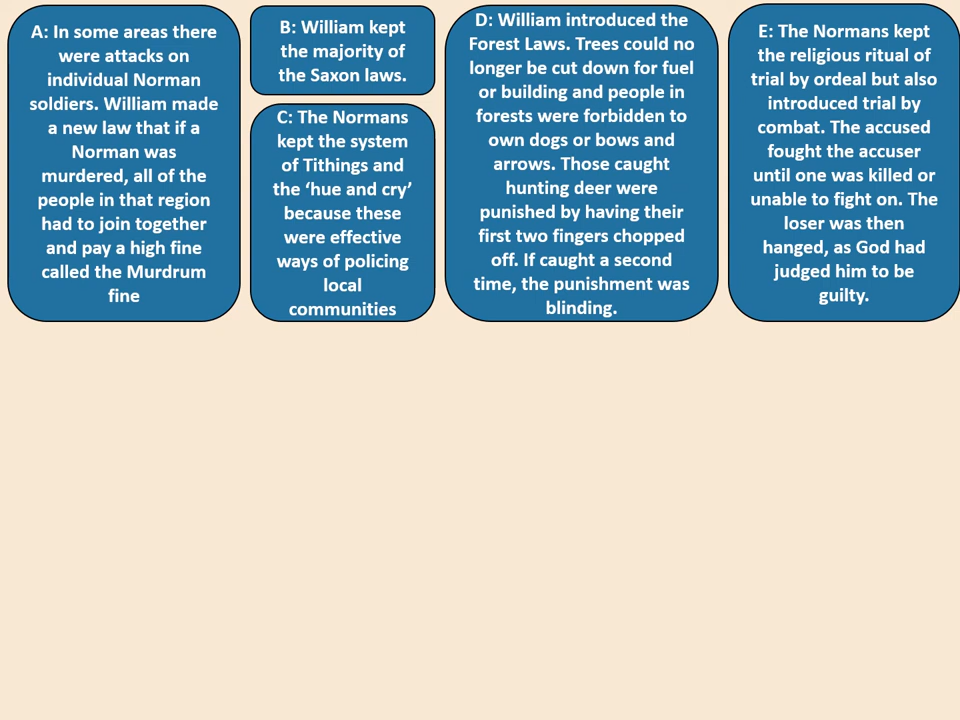 A: In some areas there
were attacks on
individual Norman
soldiers. William made
a new law that if a
Norman was
murdered, all of the
people in that region
had to join together
and pay a high fine
called the Murdrum
fine
B: William kept
the majority of
the Saxon laws.
C: The Normans
kept the system
of Tithings and
the ‘hue and cry’
because these
were effective
ways of policing
local
communities
D: William introduced the
Forest Laws. Trees could no
longer be cut down for fuel
or building and people in
forests were forbidden to
own dogs or bows and
arrows. Those caught
hunting deer were
punished by having their
first two fingers chopped
off. If caught a second
time, the punishment was
blinding.
E: The Normans kept
the religious ritual of
trial by ordeal but also
introduced trial by
combat. The accused
fought the accuser
until one was killed or
unable to fight on. The
loser was then
hanged, as God had
judged him to be
guilty.